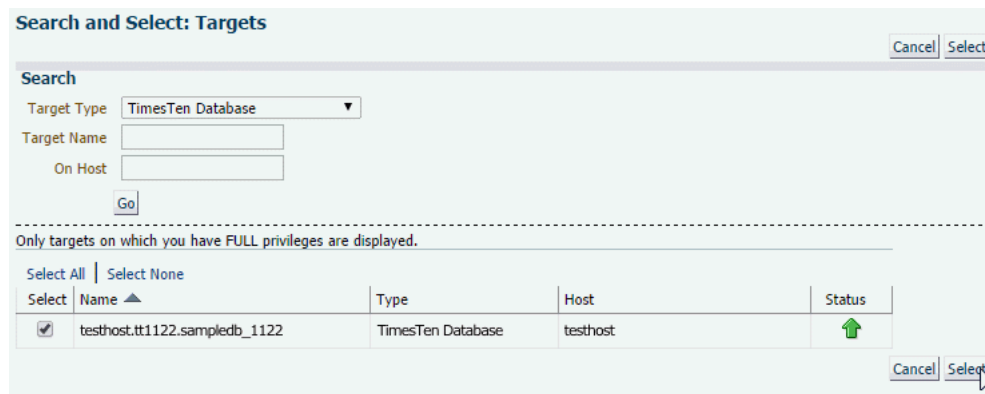 Search and Select: Targets
Cancel Select
Search
Target Type TimesTen Database
Target Name
On Host
Go
Only targets on which you have FULL privileges are displayed.
Select All Select None
Select Name Type Host Status
testhost.tt1122.sampledb_1122 TimesTen Database testhost
Cancel Select